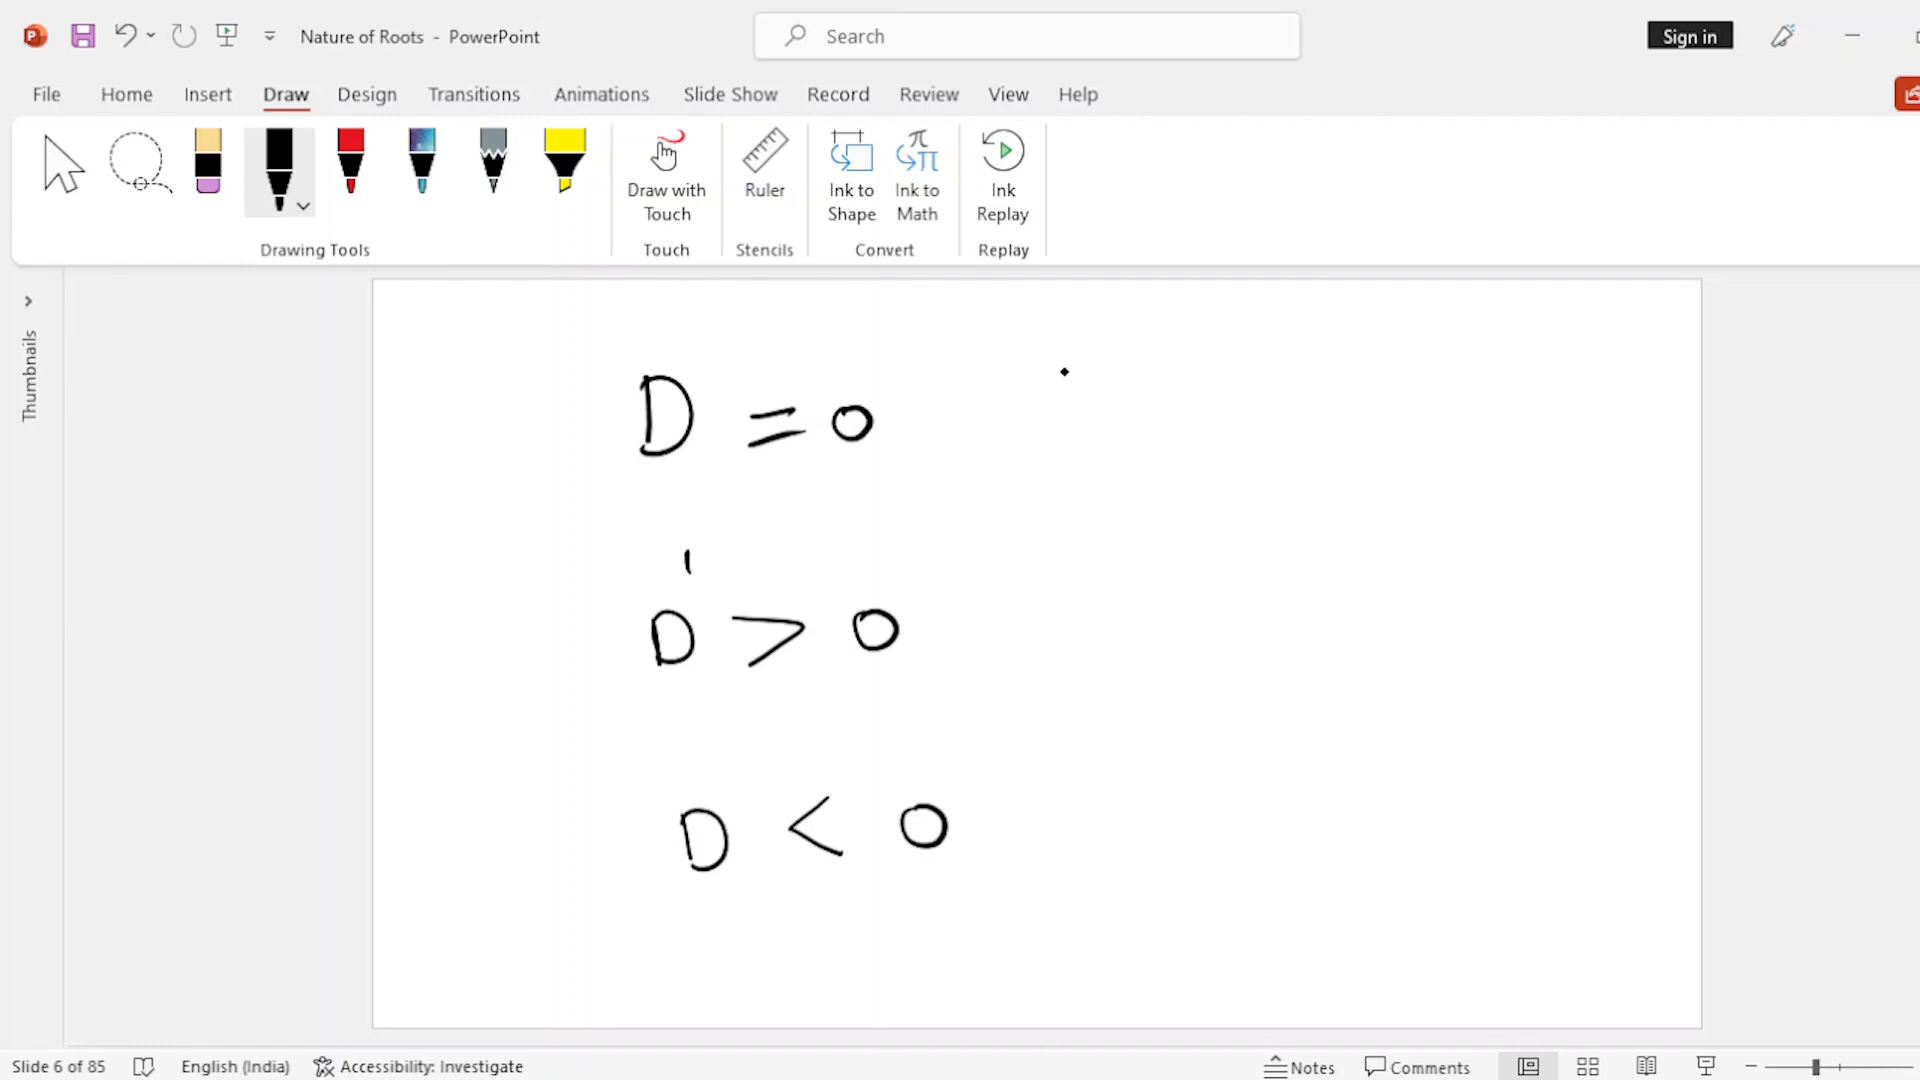 Nature of Roots - PowerPoint
Search
Sign in
File Home Insert Draw Design Transitions Animations Slide Show Record Review View Help
Draw with Touch
Ruler
Ink to Shape
Ink to Math
Ink Replay
Drawing Tools Touch Stencils Convert Replay
Thumbnails
D = 0
D > 0
D < 0
Slide 6 of 85 English (India) Accessibility: Investigate Notes Comments